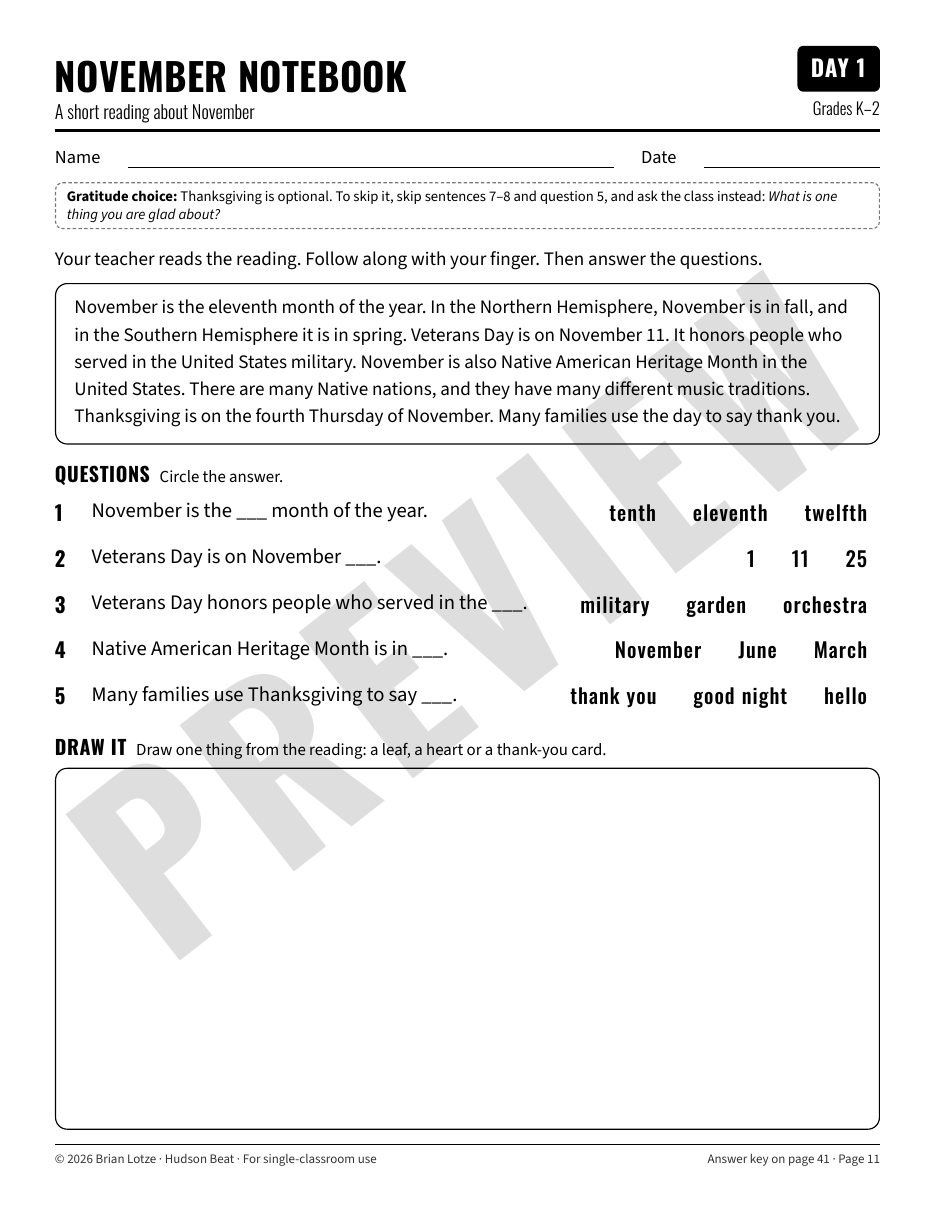 NOVEMBER NOTEBOOK
DAY 1
A short reading about November
Grades K–2
Name
Date
Gratitude choice: Thanksgiving is optional. To skip it, skip sentences 7–8 and question 5, and ask the class instead: What is one
thing you are glad about?
Your teacher reads the reading. Follow along with your finger. Then answer the questions.
November is the eleventh month of the year. In the Northern Hemisphere, November is in fall, and
in the Southern Hemisphere it is in spring. Veterans Day is on November 11. It honors people who
served in the United States military. November is also Native American Heritage Month in the
United States. There are many Native nations, and they have many different music traditions.
Thanksgiving is on the fourth Thursday of November. Many families use the day to say thank you.
QUESTIONS Circle the answer.
1 November is the ___ month of the year. tenth eleventh twelfth
2 Veterans Day is on November ___. 1 11 25
3 Veterans Day honors people who served in the ___. military garden orchestra
4 Native American Heritage Month is in ___. November June March
5 Many families use Thanksgiving to say ___. thank you good night hello
DRAW IT Draw one thing from the reading: a leaf, a heart or a thank-you card.
PREVIEW
© 2026 Brian Lotze · Hudson Beat · For single-classroom use
Answer key on page 41 · Page 11